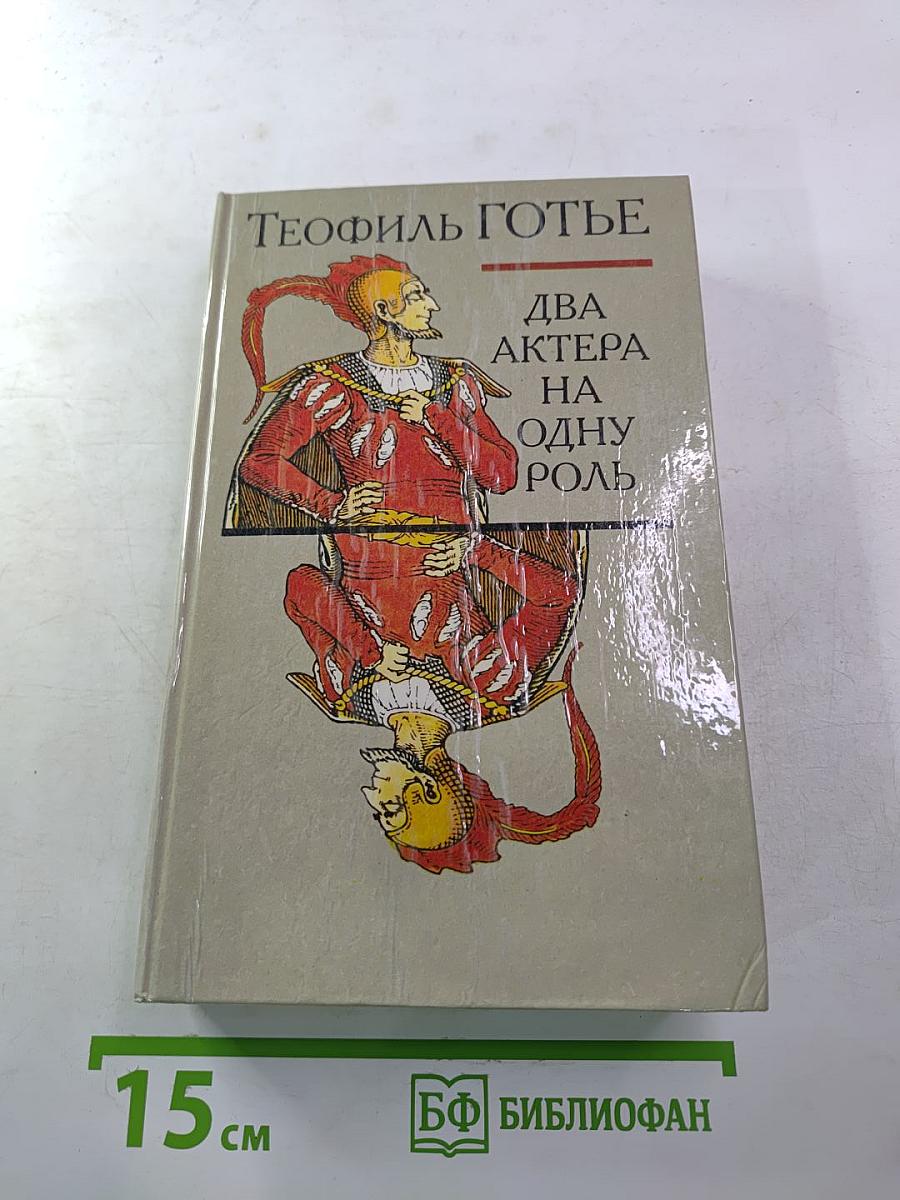 ТЕОФИЛЬ ГОТЬЕ
ДВА
АКТЕРА
НА
ОДНУ
РОЛЬ
15 см
БФ БИБЛИОФАН